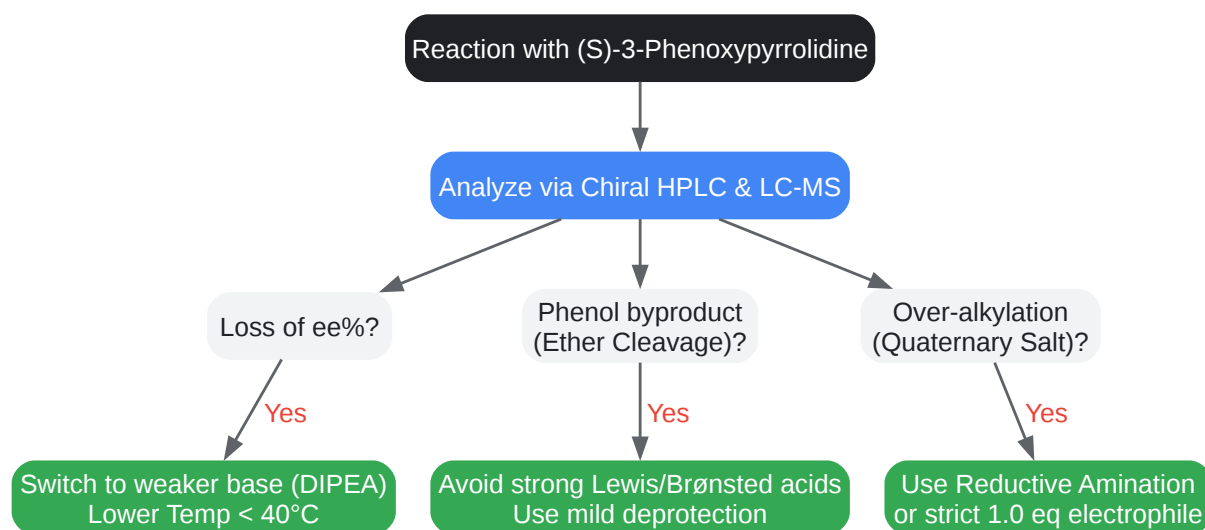 Reaction with (S)-3-Phenoxypyrrolidine
Analyze via Chiral HPLC & LC-MS
Loss of ee%?
Phenol byproduct
(Ether Cleavage)?
Over-alkylation
(Quaternary Salt)?
Yes
Yes
Yes
Switch to weaker base (DIPEA)
Lower Temp < 40°C
Avoid strong Lewis/Brønsted acids
Use mild deprotection
Use Reductive Amination
or strict 1.0 eq electrophile